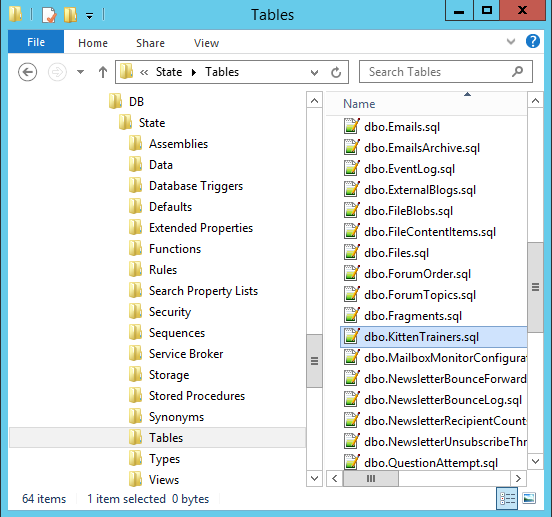 Tables
File
Home
Share
View
State
Tables
Search Tables
DB
State
Assemblies
Data
Database Triggers
Defaults
Extended Properties
Functions
Rules
Search Property Lists
Security
Sequences
Service Broker
Storage
Stored Procedures
Synonyms
Tables
Types
Views
Name
dbo.Emails.sql
dbo.EmailsArchive.sql
dbo.EventLog.sql
dbo.ExternalBlogs.sql
dbo.FileBlobs.sql
dbo.FileContentItems.sql
dbo.Files.sql
dbo.ForumOrder.sql
dbo.ForumTopics.sql
dbo.Fragments.sql
dbo.KittenTrainers.sql
dbo.MailboxMonitorConfigura
dbo.NewsletterBounceForward
dbo.NewsletterBounceLog.sql
dbo.NewsletterRecipientCount
dbo.NewsletterUnsubscribeThr
dbo.QuestionAttempt.sql
64 items 1 item selected 0 bytes